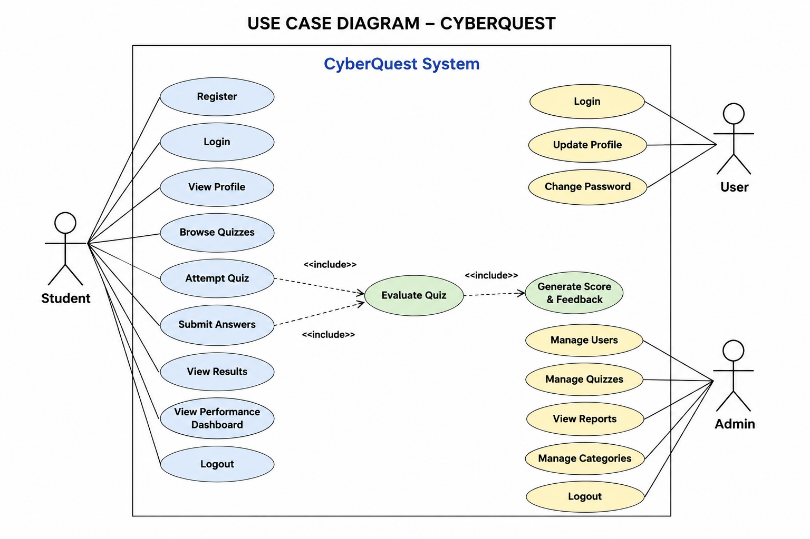 USE CASE DIAGRAM – CYBERQUEST
CyberQuest System
Register
Login
View Profile
Browse Quizzes
Attempt Quiz
Submit Answers
View Results
View Performance
Dashboard
Logout
Student
<<include>>
<<include>>
Evaluate Quiz
<<include>>
Generate Score
& Feedback
Login
Update Profile
Change Password
User
Manage Users
Manage Quizzes
View Reports
Manage Categories
Logout
Admin